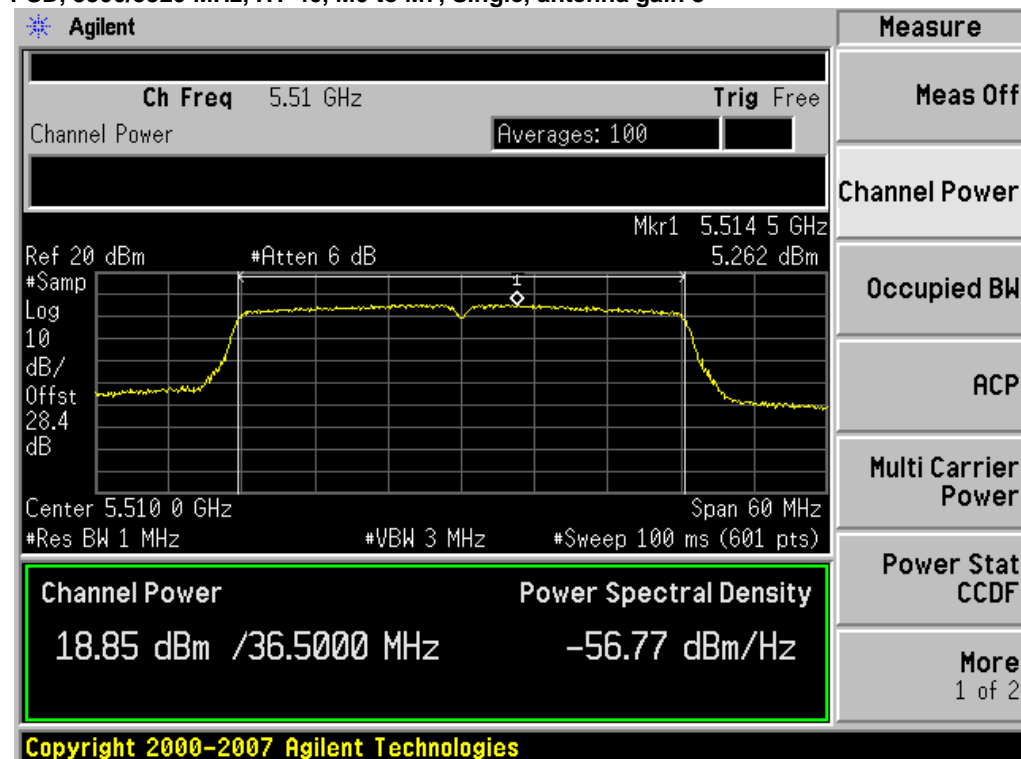 Agilent
Measure
Ch Freq 5.51 GHz Trig Free
Channel Power Averages: 100
Mkr1 5.514 5 GHz
Ref 20 dBm #Atten 6 dB 5.262 dBm
#Samp
Log
10
dB/
Offst
28.4
dB
1
Center 5.510 0 GHz Span 60 MHz
#Res BW 1 MHz #VBW 3 MHz #Sweep 100 ms (601 pts)
Channel Power Power Spectral Density
18.85 dBm /36.5000 MHz -56.77 dBm/Hz
Copyright 2000-2007 Agilent Technologies
Meas Off
Channel Power
Occupied BW
ACP
Multi Carrier
Power
Power Stat
CCDF
More
1 of 2